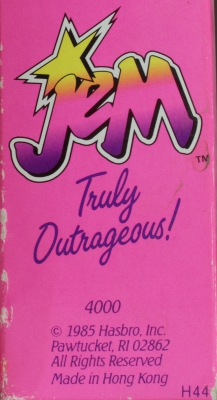 JEM
TM
Truly
Outrageous!
4000
© 1985 Hasbro, Inc.
Pawtucket, RI 02862
All Rights Reserved
Made in Hong Kong
H44